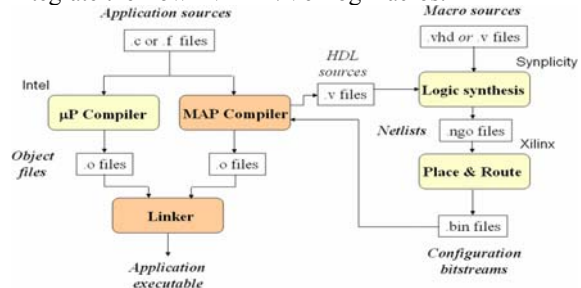 Application sources
Macro sources
.c or .f files
.vhd or .v files
HDL
sources
Synplicity
Intel
μP Compiler
MAP Compiler
.v files
Logic synthesis
Netlists
.ngo files
Xilinx
Object
files
.o files
.o files
Place & Route
Linker
.bin files
Application
executable
Configuration
bitstreams